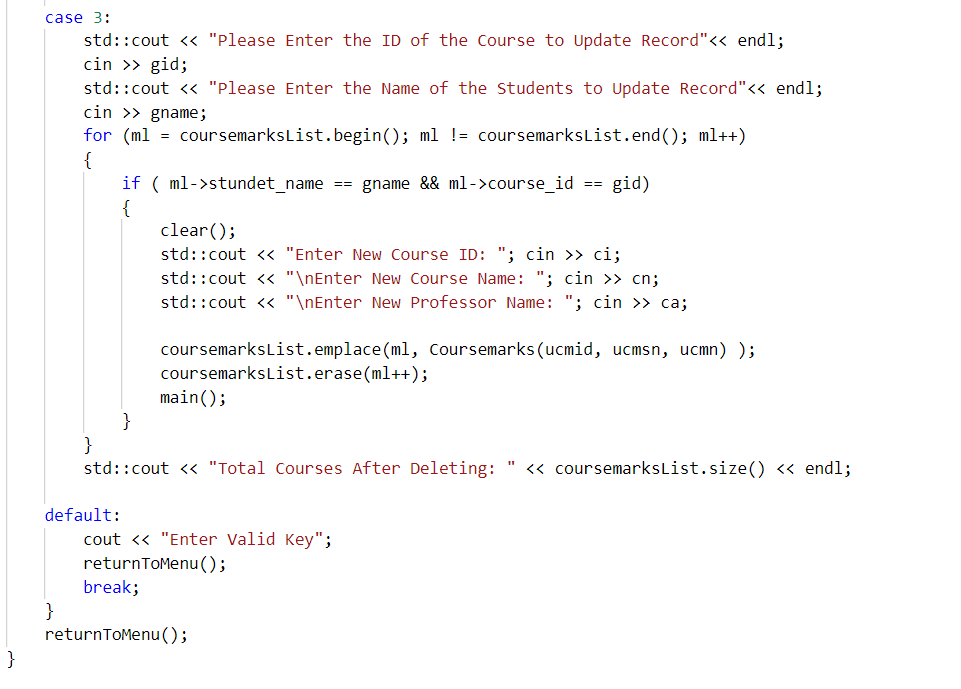 case 3:
std::cout << "Please Enter the ID of the Course to Update Record"<< endl;
cin >> gid;
std::cout << "Please Enter the Name of the Students to Update Record"<< endl;
cin >> gname;
for (ml = coursemarksList.begin(); ml != coursemarksList.end(); ml++)
{
if ( ml->stundet_name == gname && ml->course_id == gid)
{
clear();
std::cout << "Enter New Course ID: "; cin >> ci;
std::cout << "\nEnter New Course Name: "; cin >> cn;
std::cout << "\nEnter New Professor Name: "; cin >> ca;
coursemarksList.emplace(ml, Coursemarks(ucmid, ucmsn, ucmn) );
coursemarksList.erase(ml++);
main();
}
}
std::cout << "Total Courses After Deleting: " << coursemarksList.size() << endl;
default:
cout << "Enter Valid Key";
returnToMenu();
break;
}
returnToMenu();
}